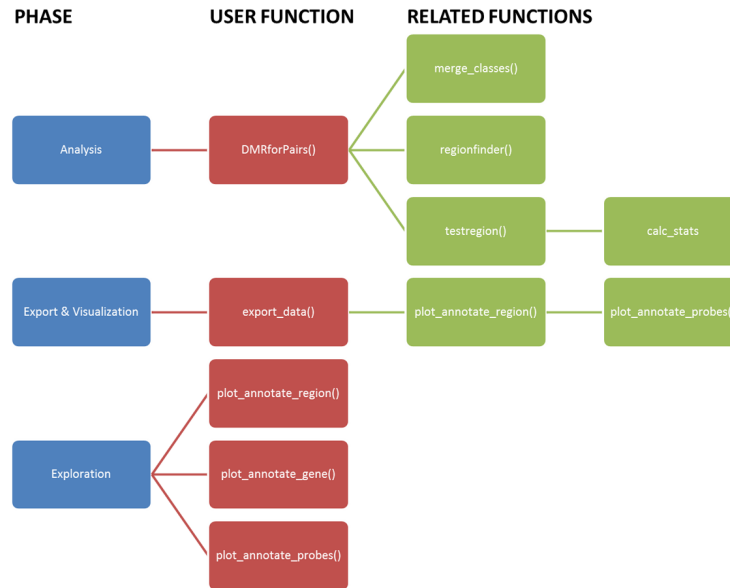 PHASE
USER FUNCTION
RELATED FUNCTIONS
merge_classes()
Analysis
DMRforPairs()
regionfinder()
testregion()
calc_stats
Export & Visualization
export_data()
plot_annotate_region()
plot_annotate_probes(
plot_annotate_region()
Exploration
plot_annotate_gene()
plot_annotate_probes()